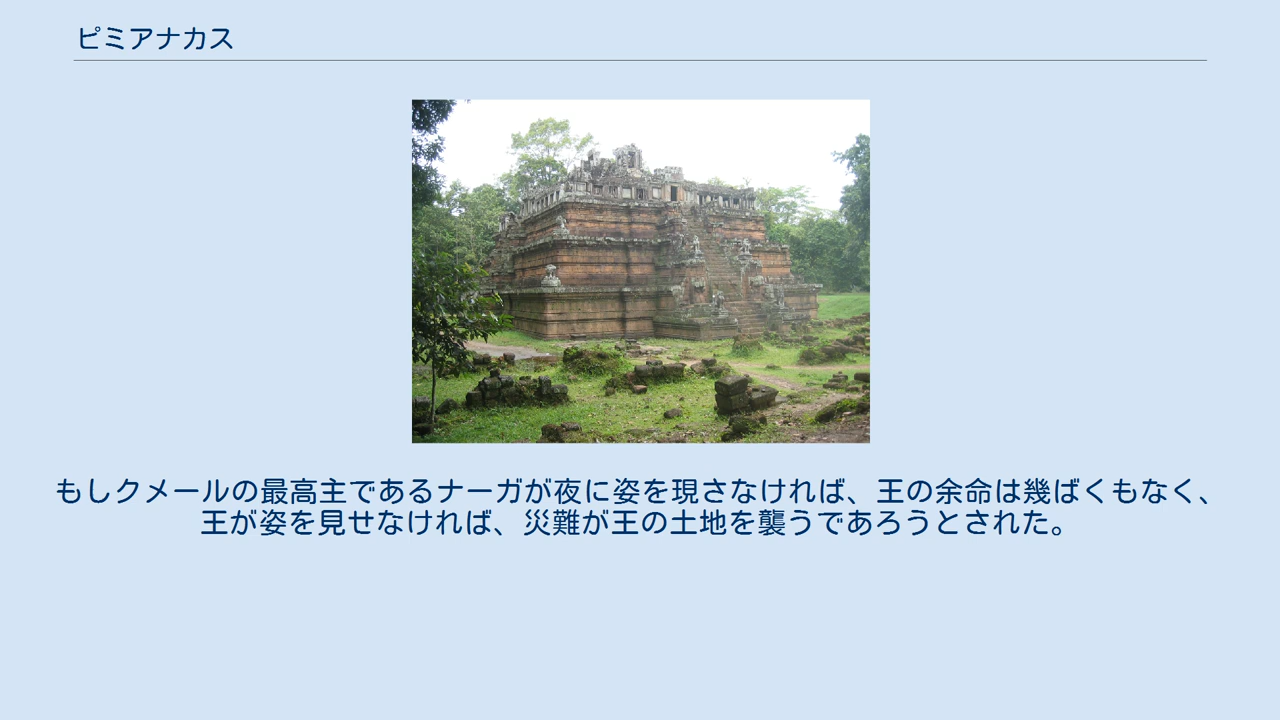 ピミアナカス
もしクメールの最高主であるナーガが夜に姿を現さなければ、王の余命は幾ばくもなく、
王が姿を見せなければ、災難が王の土地を襲うであろうとされた。